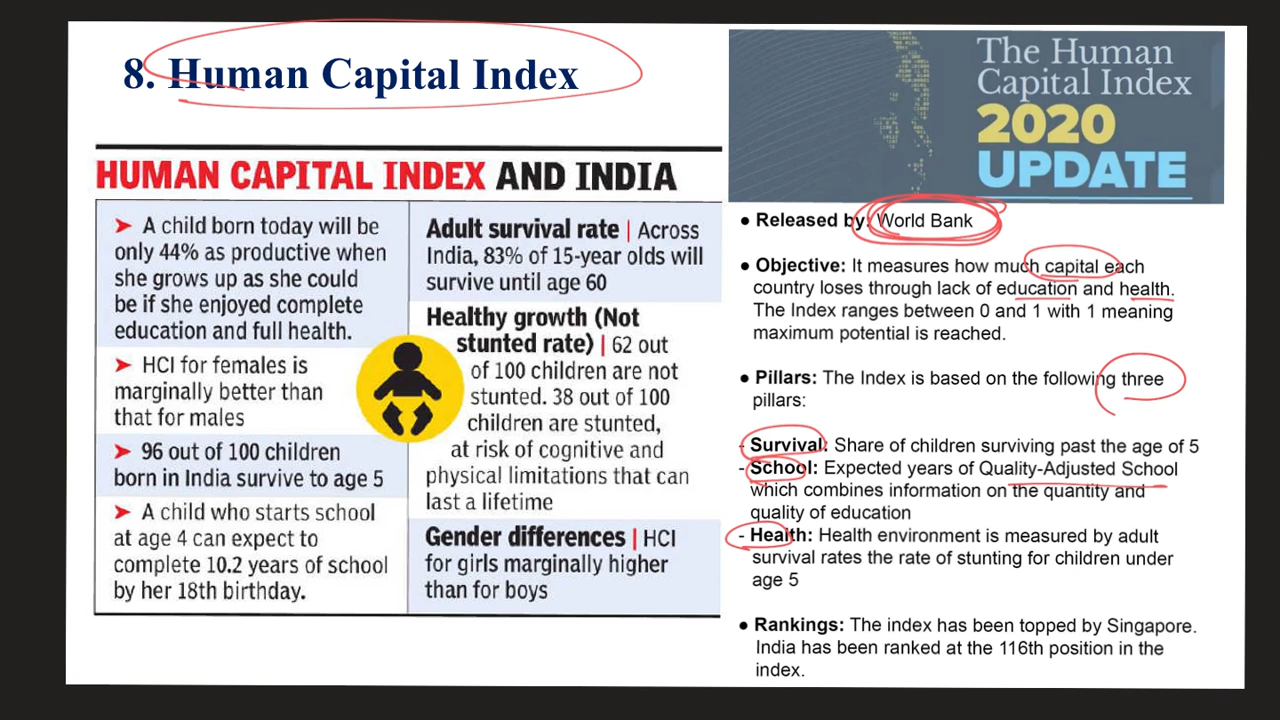 8. Human Capital Index
HUMAN CAPITAL INDEX AND INDIA
➤ A child born today will be
only 44% as productive when
she grows up as she could
be if she enjoyed complete
education and full health.
➤ HCI for females is
marginally better than
that for males
➤ 96 out of 100 children
born in India survive to age 5
➤ A child who starts school
at age 4 can expect to
complete 10.2 years of school
by her 18th birthday.
Adult survival rate | Across
India, 83% of 15-year olds will
survive until age 60
Healthy growth (Not
stunted rate) | 62 out
of 100 children are not
stunted. 38 out of 100
children are stunted,
at risk of cognitive and
physical limitations that can
last a lifetime
Gender differences | HCI
for girls marginally higher
than for boys
The Human
Capital Index
2020
UPDATE
● Released by: World Bank
● Objective: It measures how much capital each
country loses through lack of education and health.
The Index ranges between 0 and 1 with 1 meaning
maximum potential is reached.
● Pillars: The Index is based on the following three
pillars:
- Survival: Share of children surviving past the age of 5
- School: Expected years of Quality-Adjusted School
which combines information on the quantity and
quality of education
- Health: Health environment is measured by adult
survival rates the rate of stunting for children under
age 5
● Rankings: The index has been topped by Singapore.
India has been ranked at the 116th position in the
index.